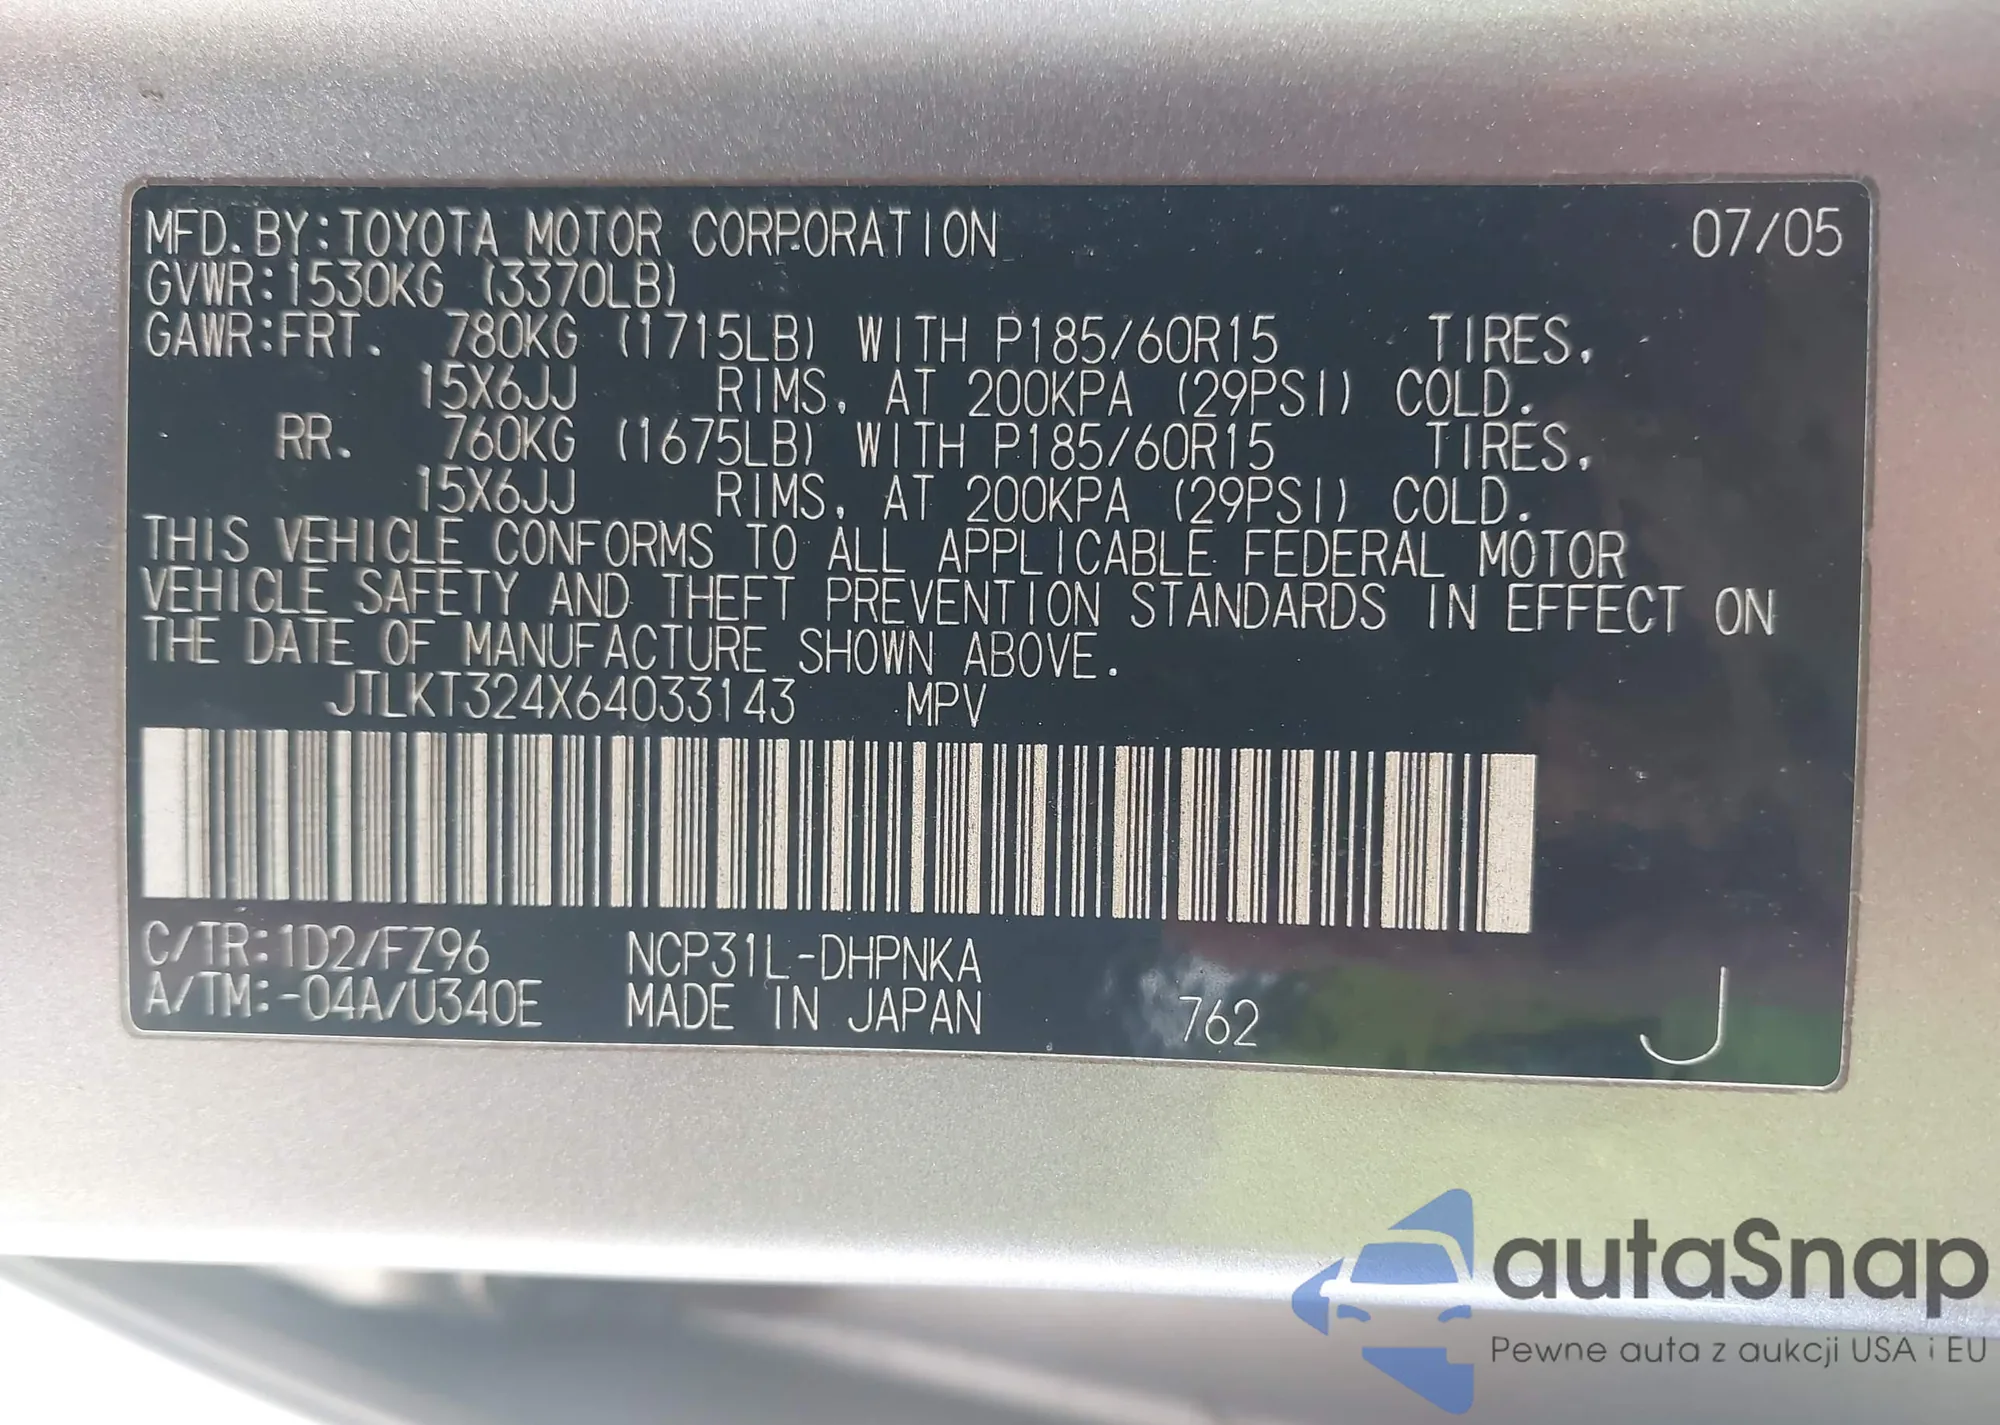 MFD. BY:TOYOTA MOTOR CORPORATION 07/05
GVWR:1530KG (3370LB)
GAWR:FRT. 780KG (1715LB) WITH P185/60R15 TIRES,
15X6JJ RIMS, AT 200KPA (29PSI) COLD.
RR. 760KG (1675LB) WITH P185/60R15 TIRES,
15X6JJ RIMS, AT 200KPA (29PSI) COLD.
THIS VEHICLE CONFORMS TO ALL APPLICABLE FEDERAL MOTOR
VEHICLE SAFETY AND THEFT PREVENTION STANDARDS IN EFFECT ON
THE DATE OF MANUFACTURE SHOWN ABOVE.
JTLKT324X64033143 MPV
C/TR:1D2/FZ96 NCP31L-DHPNKA
A/TM:-04A/U340E MADE IN JAPAN 762 J
autaSnap
Pewne auta z aukcji USA i EU